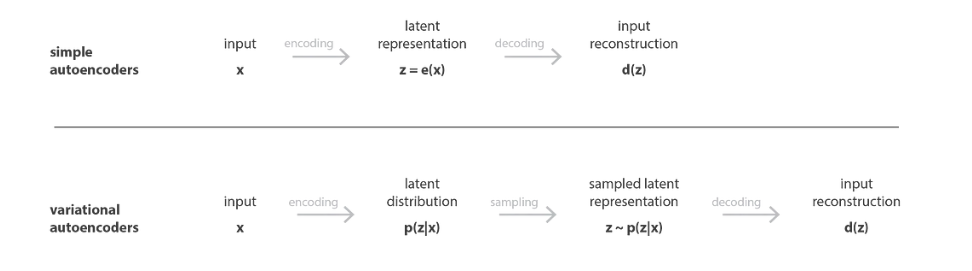 simple
autoencoders
input
x
encoding
latent
representation
z = e(x)
decoding
input
reconstruction
d(z)
variational
autoencoders
input
x
encoding
latent
distribution
p(z|x)
sampling
sampled latent
representation
z ~ p(z|x)
decoding
input
reconstruction
d(z)